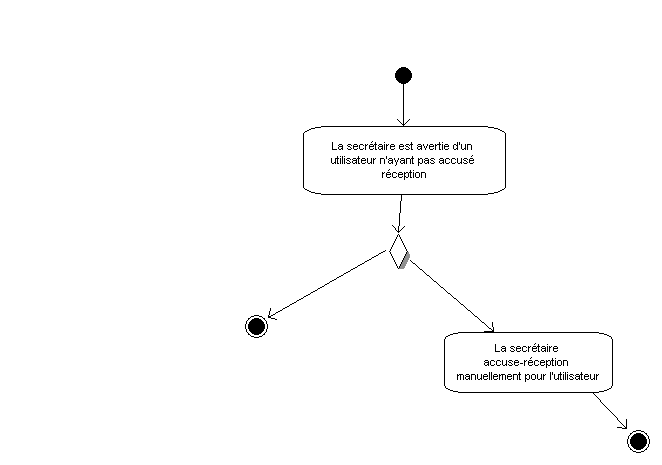 La secrétaire est avertie d'un
utilisateur n'ayant pas accusé
réception
La secrétaire
accuse-réception
manuellement pour l'utilisateur